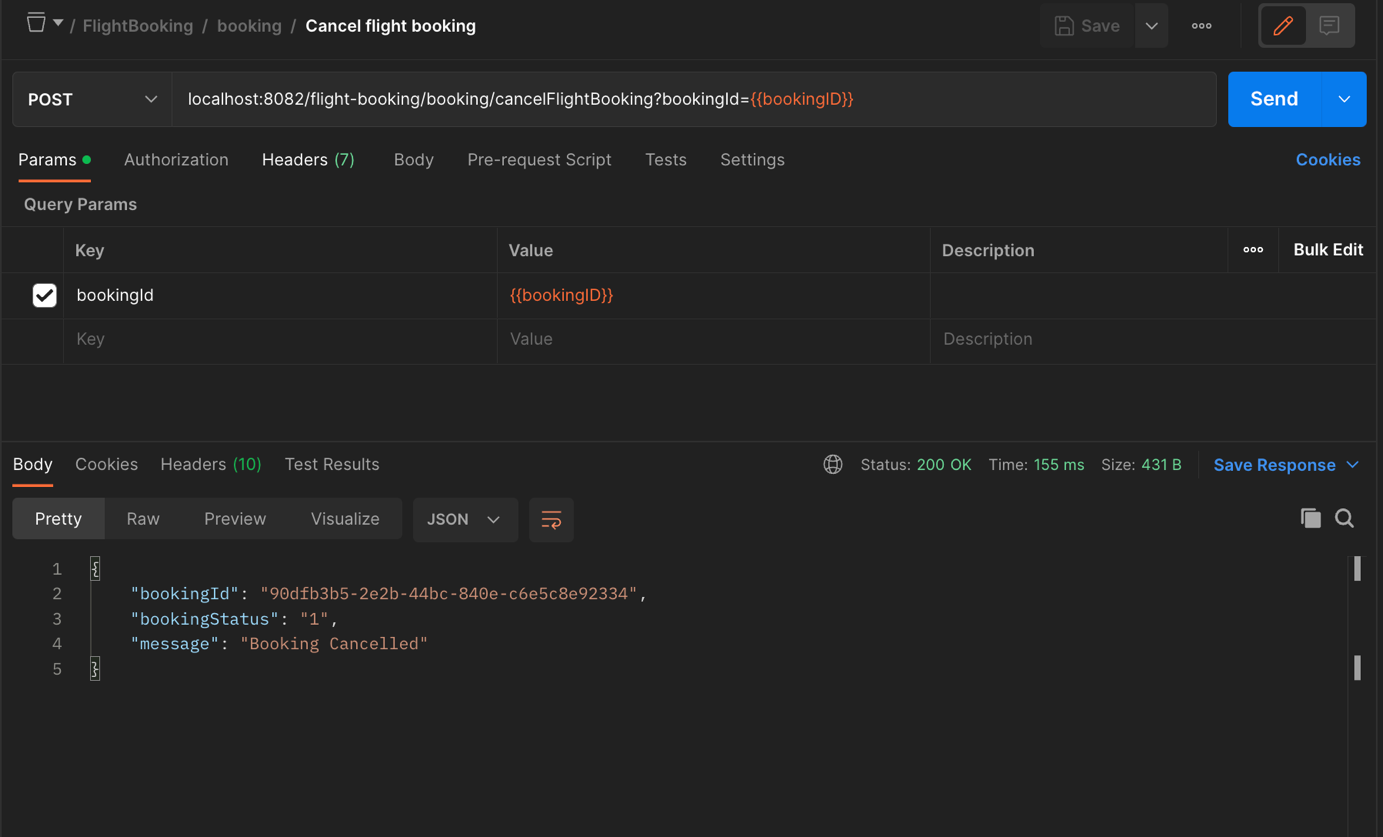 / FlightBooking / booking / Cancel flight booking
Save
POST
localhost:8082/flight-booking/booking/cancelFlightBooking?bookingId={{bookingID}}
Send
Params Authorization Headers (7) Body Pre-request Script Tests Settings Cookies
Query Params
Key Value Description Bulk Edit
bookingId {{bookingID}}
Key Value Description
Body Cookies Headers (10) Test Results Status: 200 OK Time: 155 ms Size: 431 B Save Response
Pretty Raw Preview Visualize JSON
1 {
2 "bookingId": "90dfb3b5-2e2b-44bc-840e-c6e5c8e92334",
3 "bookingStatus": "1",
4 "message": "Booking Cancelled"
5 }